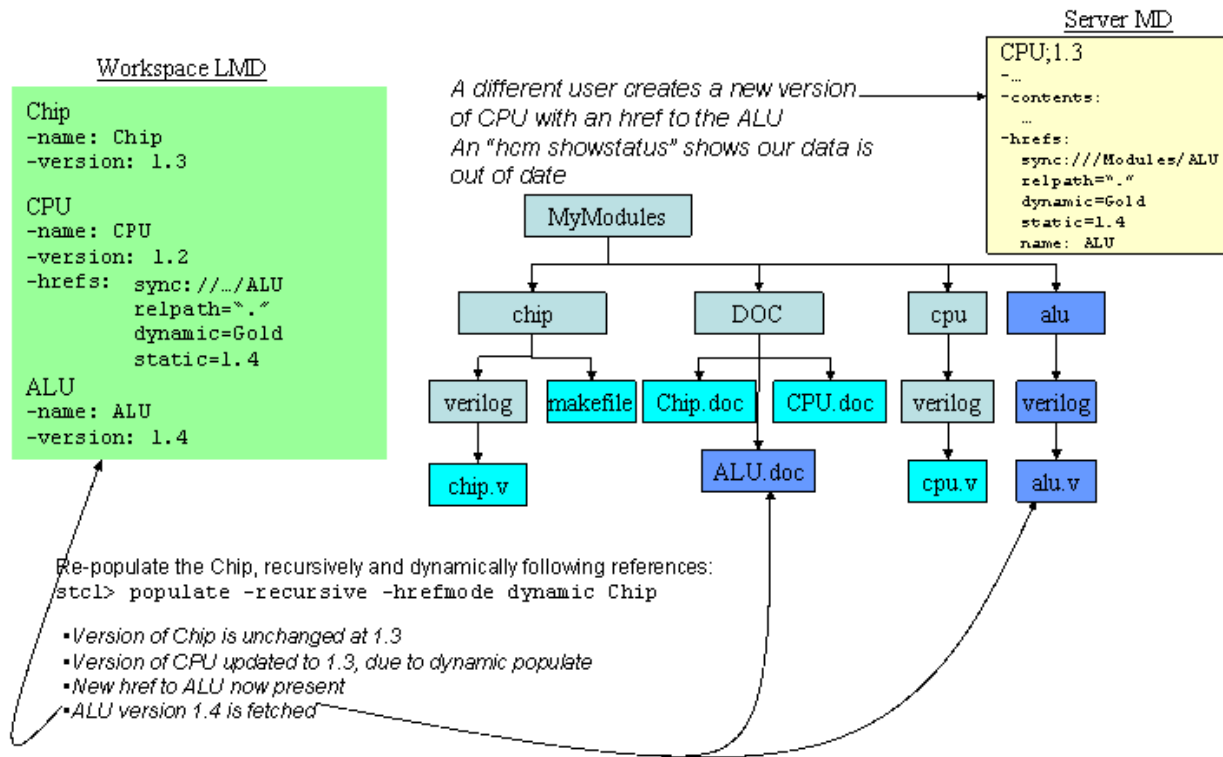 Workspace LMD
Chip
-name: Chip
-version: 1.3
CPU
-name: CPU
-version: 1.2
-hrefs: sync://…/ALU
relpath="."
dynamic=Gold
static=1.4
ALU
-name: ALU
-version: 1.4
A different user creates a new version
of CPU with an href to the ALU
An "hcm showstatus" shows our data is
out of date
Server MD
CPU;1.3
-…
-contents:
…
-hrefs:
sync:///Modules/ALU
relpath="."
dynamic=Gold
static=1.4
name: ALU
MyModules
chip DOC cpu alu
verilog makefile Chip.doc CPU.doc verilog verilog
chip.v ALU.doc cpu.v alu.v
Re-populate the Chip, recursively and dynamically following references:
stcl> populate -recursive -hrefmode dynamic Chip
▪Version of Chip is unchanged at 1.3
▪Version of CPU updated to 1.3, due to dynamic populate
▪New href to ALU now present
▪ALU version 1.4 is fetched